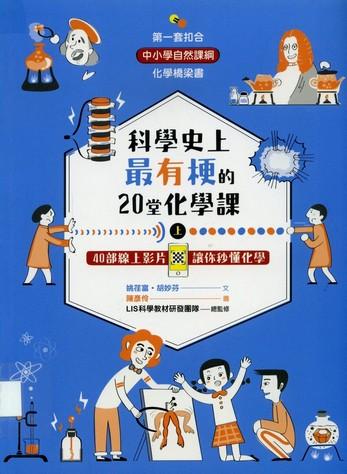 第一套扣合
中小學自然課綱
化學橋梁書
科學史上
最有梗的
20堂化學課
上
40部線上影片 讓你秒懂化學
姚荏富・胡妙芬——文
陳彥伶——圖
LIS科學教材研發團隊——總監修